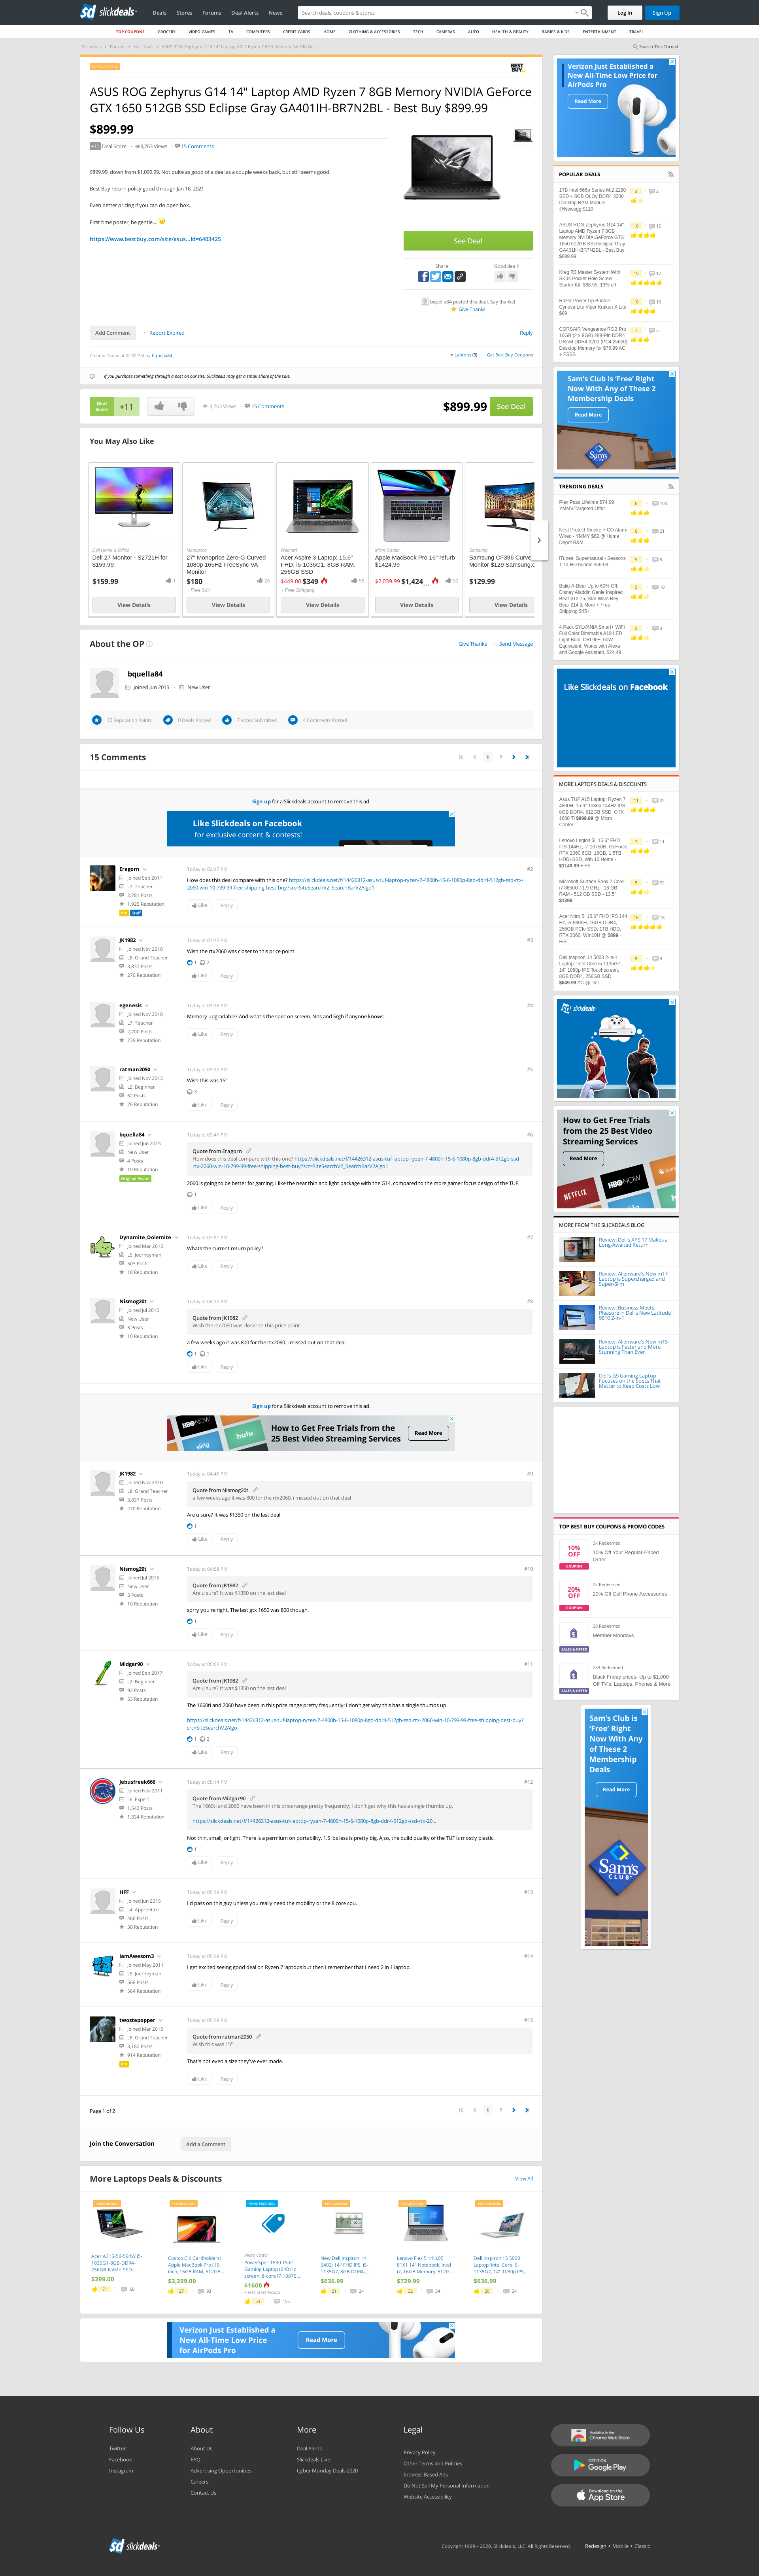 slickdeals
Deals Stores Forums Deal Alerts News
Search deals, coupons & stores
Log In Sign Up
TOP COUPONS GROCERY VIDEO GAMES TV COMPUTERS CREDIT CARDS HOME CLOTHING & ACCESSORIES TECH CAMERAS AUTO HEALTH & BEAUTY BABIES & KIDS ENTERTAINMENT TRAVEL
Search This Thread
ASUS ROG Zephyrus G14 14" Laptop AMD Ryzen 7 8GB Memory NVIDIA GeForce
GTX 1650 512GB SSD Eclipse Gray GA401IH-BR7N2BL - Best Buy $899.99
$899.99
+11 Deal Score 3,763 Views 15 Comments
$899.99, down from $1,099.99. Not quite as good of a deal as a couple weeks back, but still seems good.
Best Buy return policy good through Jan 16, 2021
Even better pricing if you can do open box.
First time poster, be gentle....
https://www.bestbuy.com/site/asus...Id=6403425
See Deal
Share Good deal?
bquella84 posted this deal. Say thanks!
Give Thanks
Add Comment Report Expired Reply
Created Today at 02:09 PM by bquella84
Get Best Buy Coupons
If you purchase something through a post on our site, Slickdeals may get a small share of the sale.
Deal Score +11 3,763 Views 15 Comments $899.99 See Deal
You May Also Like
Dell Home & Office
Dell 27 Monitor - S2721H for
$159.99
$159.99
View Details
Monoprice
27" Monoprice Zero-G Curved
1080p 165Hz FreeSync VA
Monitor
$180
View Details
Walmart
Acer Aspire 3 Laptop: 15.6"
FHD, i5-1035G1, 8GB RAM,
256GB SSD
$449.00 $349
+ Free Shipping
View Details
Micro Center
Apple MacBook Pro 16" refurb
$1424.99
$2,039.99 $1,424...
View Details
Samsung
Samsung CF396 Curve
Monitor $129 Samsung.c
$129.99
View Details
About the OP
Give Thanks Send Message
bquella84
Joined Jun 2015 New User
10 Reputation Points 0 Deals Posted 7 Votes Submitted 4 Comments Posted
15 Comments
1 2
Sign up for a Slickdeals account to remove this ad.
Like Slickdeals on Facebook
for exclusive content & contests!
Eragorn Today at 02:47 PM #2
Joined Sep 2011
L7: Teacher
2,781 Posts
1,925 Reputation
Pro Staff
How does this deal compare with this one? https://slickdeals.net/f/14426312-asus-tuf-laptop-ryzen-7-4800h-15-6-1080p-8gb-ddr4-512gb-ssd-rtx-
2060-win-10-799-99-free-shipping-best-buy?src=SiteSearchV2_SearchBarV2Algo1
Like Reply
JK1982 Today at 03:15 PM #3
Joined Nov 2010
L8: Grand Teacher
3,837 Posts
270 Reputation
Wish the rtx2060 was closer to this price point
1 2
Like Reply
egenesis Today at 03:16 PM #4
Joined Nov 2010
L7: Teacher
2,700 Posts
239 Reputation
Memory upgradable? And what's the spec on screen. Nits and Srgb if anyone knows.
Like Reply
ratman2050 Today at 03:32 PM #5
Joined Nov 2013
L2: Beginner
62 Posts
26 Reputation
Wish this was 15"
3
Like Reply
bquella84 Today at 03:47 PM #6
Joined Jun 2015
New User
4 Posts
10 Reputation
Original Poster
Quote from Eragorn
How does this deal compare with this one? https://slickdeals.net/f/14426312-asus-tuf-laptop-ryzen-7-4800h-15-6-1080p-8gb-ddr4-512gb-ssd-
rtx-2060-win-10-799-99-free-shipping-best-buy?src=SiteSearchV2_SearchBarV2Algo1
2060 is going to be better for gaming, I like the near thin and light package with the G14, compared to the more gamer focus design of the TUF.
1
Like Reply
Dynamite_Dolemite Today at 03:51 PM #7
Joined Mar 2016
L5: Journeyman
503 Posts
18 Reputation
Whats the current return policy?
Like Reply
Nismog20t Today at 04:12 PM #8
Joined Jul 2015
New User
3 Posts
10 Reputation
Quote from JK1982
Wish the rtx2060 was closer to this price point
a few weeks ago it was 800 for the rtx2060. i missed out on that deal
1 1
Like Reply
Sign up for a Slickdeals account to remove this ad.
How to Get Free Trials from the
25 Best Video Streaming Services
Read More
JK1982 Today at 04:46 PM #9
Joined Nov 2010
L8: Grand Teacher
3,837 Posts
270 Reputation
Quote from Nismog20t
a few weeks ago it was 800 for the rtx2060. i missed out on that deal
Are u sure? It was $1350 on the last deal
1
Like Reply
Nismog20t Today at 04:58 PM #10
Joined Jul 2015
New User
3 Posts
10 Reputation
Quote from JK1982
Are u sure? It was $1350 on the last deal
sorry you're right. The last gtx 1650 was 800 though.
1
Like Reply
Midgar90 Today at 05:03 PM #11
Joined Sep 2017
L2: Beginner
92 Posts
53 Reputation
Quote from JK1982
Are u sure? It was $1350 on the last deal
The 1660ti and 2060 have been in this price range pretty frequently; I don't get why this has a single thumbs up.
https://slickdeals.net/f/14426312-asus-tuf-laptop-ryzen-7-4800h-15-6-1080p-8gb-ddr4-512gb-ssd-rtx-2060-win-10-799-99-free-shipping-best-buy?
src=SiteSearchV2Algo
1 2
Like Reply
Jebusfreek666 Today at 05:14 PM #12
Joined Nov 2011
L6: Expert
1,543 Posts
1,324 Reputation
Quote from Midgar90
The 1660ti and 2060 have been in this price range pretty frequently; I don't get why this has a single thumbs up.
https://slickdeals.net/f/14426312-asus-tuf-laptop-ryzen-7-4800h-15-6-1080p-8gb-ddr4-512gb-ssd-rtx-20...
Not thin, small, or light. There is a permium on portability. 1.5 lbs less is pretty big. A;so, the build quality of the TUF is mostly plastic.
1
Like Reply
HFF Today at 05:19 PM #13
Joined Jun 2015
L4: Apprentice
466 Posts
30 Reputation
I'd pass on this guy unless you really need the mobility or the 8 core cpu.
Like Reply
IamAwesom3 Today at 05:38 PM #14
Joined May 2011
L5: Journeyman
568 Posts
564 Reputation
I get excited seeing good deal on Ryzen 7 laptops but then I remember that I need 2 in 1 laptop.
Like Reply
twostepopper Today at 05:38 PM #15
Joined Mar 2010
L8: Grand Teacher
3,182 Posts
914 Reputation
Pro
Quote from ratman2050
Wish this was 15"
That's not even a size they've ever made.
Like Reply
Page 1 of 2 1 2
Join the Conversation Add a Comment
More Laptops Deals & Discounts View All
Acer A315-56-594W i5-
1035G1-8GB-DDR4-
256GB-NVMe-SSD...
$399.00
Costco Citi Cardholders:
Apple MacBook Pro (16-
inch, 16GB RAM, 512GB...
$2,299.00
Micro Center
PowerSpec 1530 15.6"
Gaming Laptop (240 Hz
screen, 8-core i7-10875...
$1600
New Dell Inspiron 14
5402: 14" FHD IPS, i5-
1135G7, 8GB DDR4,...
$636.99
Lenovo Flex 5 14IIL05
81X1 14" Notebook, Intel
i7, 16GB Memory, 512G...
$729.99
Dell Inspiron 15 5000
Laptop: Intel Core i5-
1135G7, 14" 1080p IPS,...
$636.99
Verizon Just Established a
New All-Time Low Price
for AirPods Pro
Read More
Verizon Just Established a
New All-Time Low Price for
AirPods Pro
Read More
POPULAR DEALS
1TB Intel 665p Series M.2 2280
SSD + 8GB OLOy DDR4 3000
Desktop RAM Module
@Newegg $110
ASUS ROG Zephyrus G14 14"
Laptop AMD Ryzen 7 8GB
Memory NVIDIA GeForce GTX
1650 512GB SSD Eclipse Gray
GA401IH-BR7N2BL - Best Buy
$899.99
Kreg R3 Master System With
SK04 Pocket Hole Screw
Starter Kit. $68.95, 13% off
Razer Power Up Bundle –
Cynosa Lite Viper Kraken X Lite
$69
CORSAIR Vengeance RGB Pro
16GB (2 x 8GB) 288-Pin DDR4
DRAM DDR4 3200 (PC4 25600)
Desktop Memory for $76.99 AC
+ FSSS
Sam's Club is 'Free' Right
Now With Any of These 2
Membership Deals
Read More
TRENDING DEALS
Plex Pass Lifetime $74.99
YMMV/Targeted Offer
Nest Protect Smoke + CO Alarm
Wired - YMMV $62 @ Home
Depot B&M
iTunes: Supernatural - Seasons
1-14 HD bundle $59.99
Build-A-Bear Up to 60% Off:
Disney Aladdin Genie Inspired
Bear $12.75, Star Wars Rey
Bear $14 & More + Free
Shipping $45+
4 Pack SYLVANIA Smart+ WiFi
Full Color Dimmable A19 LED
Light Bulb, CRI 90+, 60W
Equivalent, Works with Alexa
and Google Assistant, $24.48
Like Slickdeals on Facebook
MORE LAPTOPS DEALS & DISCOUNTS
Asus TUF A15 Laptop: Ryzen 7
4800H, 15.6" 1080p 144Hz IPS,
8GB DDR4, 512GB SSD, GTX
1660 Ti $899.99 @ Micro
Center
Lenovo Legion 5i, 15.6" FHD
IPS 144Hz, i7-10750H, GeForce
RTX 2060 6GB, 16GB, 1.5TB
HDD+SSD, Win 10 Home -
$1149.99 + FS
Microsoft Surface Book 2 Core
i7 8650U / 1.9 GHz - 16 GB
RAM - 512 GB SSD - 13.5"
$1399
Acer Nitro 5: 15.6" FHD IPS 144
Hz, i5-9300H, 16GB DDR4,
256GB PCIe SSD, 1TB HDD,
RTX 2060, Win10H @ $899 +
F/S
Dell Inspiron 14 5000 2-in-1
Laptop: Intel Core i5-1135G7,
14" 1080p IPS Touchscreen,
8GB DDR4, 256GB SSD
$649.99 AC @ Dell
slickdeals
How to Get Free Trials
from the 25 Best Video
Streaming Services
Read More
NETFLIX HBO NOW hulu
MORE FROM THE SLICKDEALS BLOG
Review: Dell's XPS 17 Makes a
Long-Awaited Return
Review: Alienware's New m17
Laptop is Supercharged and
Super-Slim
Review: Business Meets
Pleasure in Dell's New Latitude
9510 2-in-1
Review: Alienware's New m15
Laptop is Faster and More
Stunning Than Ever
Dell's G5 Gaming Laptop
Focuses on the Specs That
Matter to Keep Costs Low
TOP BEST BUY COUPONS & PROMO CODES
10% OFF COUPON
3k Redeemed
10% Off Your Regular-Priced
Order
20% OFF COUPON
2k Redeemed
20% Off Cell Phone Accessories
SALES & OFFER
28 Redeemed
Member Mondays
SALES & OFFER
253 Redeemed
Black Friday prices- Up to $1,000
Off TV's, Laptops, Phones & More
Sam's Club is
'Free' Right
Now With Any
of These 2
Membership
Deals
Read More
Sam's CLUB
Follow Us
Twitter
Facebook
Instagram
About
About Us
FAQ
Advertising Opportunities
Careers
Contact Us
More
Deal Alerts
Slickdeals Live
Cyber Monday Deals 2020
Legal
Privacy Policy
Other Terms and Policies
Interest-Based Ads
Do Not Sell My Personal Information
Website Accessibility
Available in the
Chrome Web Store
GET IT ON
Google Play
Download on the
App Store
slickdeals
Copyright 1999 - 2020. Slickdeals, LLC. All Rights Reserved. Redesign • Mobile • Classic